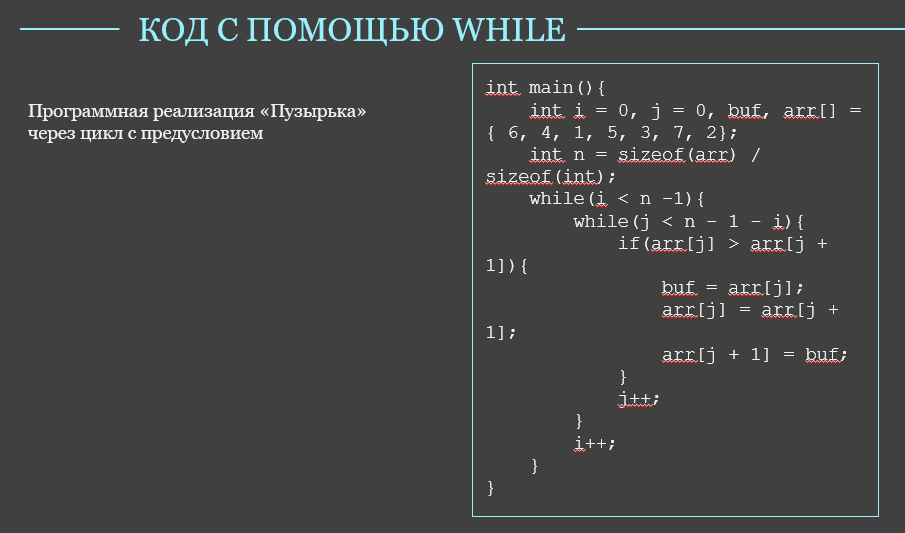 КОД С ПОМОЩЬЮ WHILE
Программная реализация «Пузырька»
через цикл с предусловием
int main(){
    int i = 0, j = 0, buf, arr[] =
{ 6, 4, 1, 5, 3, 7, 2};
    int n = sizeof(arr) /
sizeof(int);
    while(i < n -1){
        while(j < n - 1 - i){
            if(arr[j] > arr[j +
1]){
                buf = arr[j];
                arr[j] = arr[j +
1];
                arr[j + 1] = buf;
            }
            j++;
        }
        i++;
    }
}